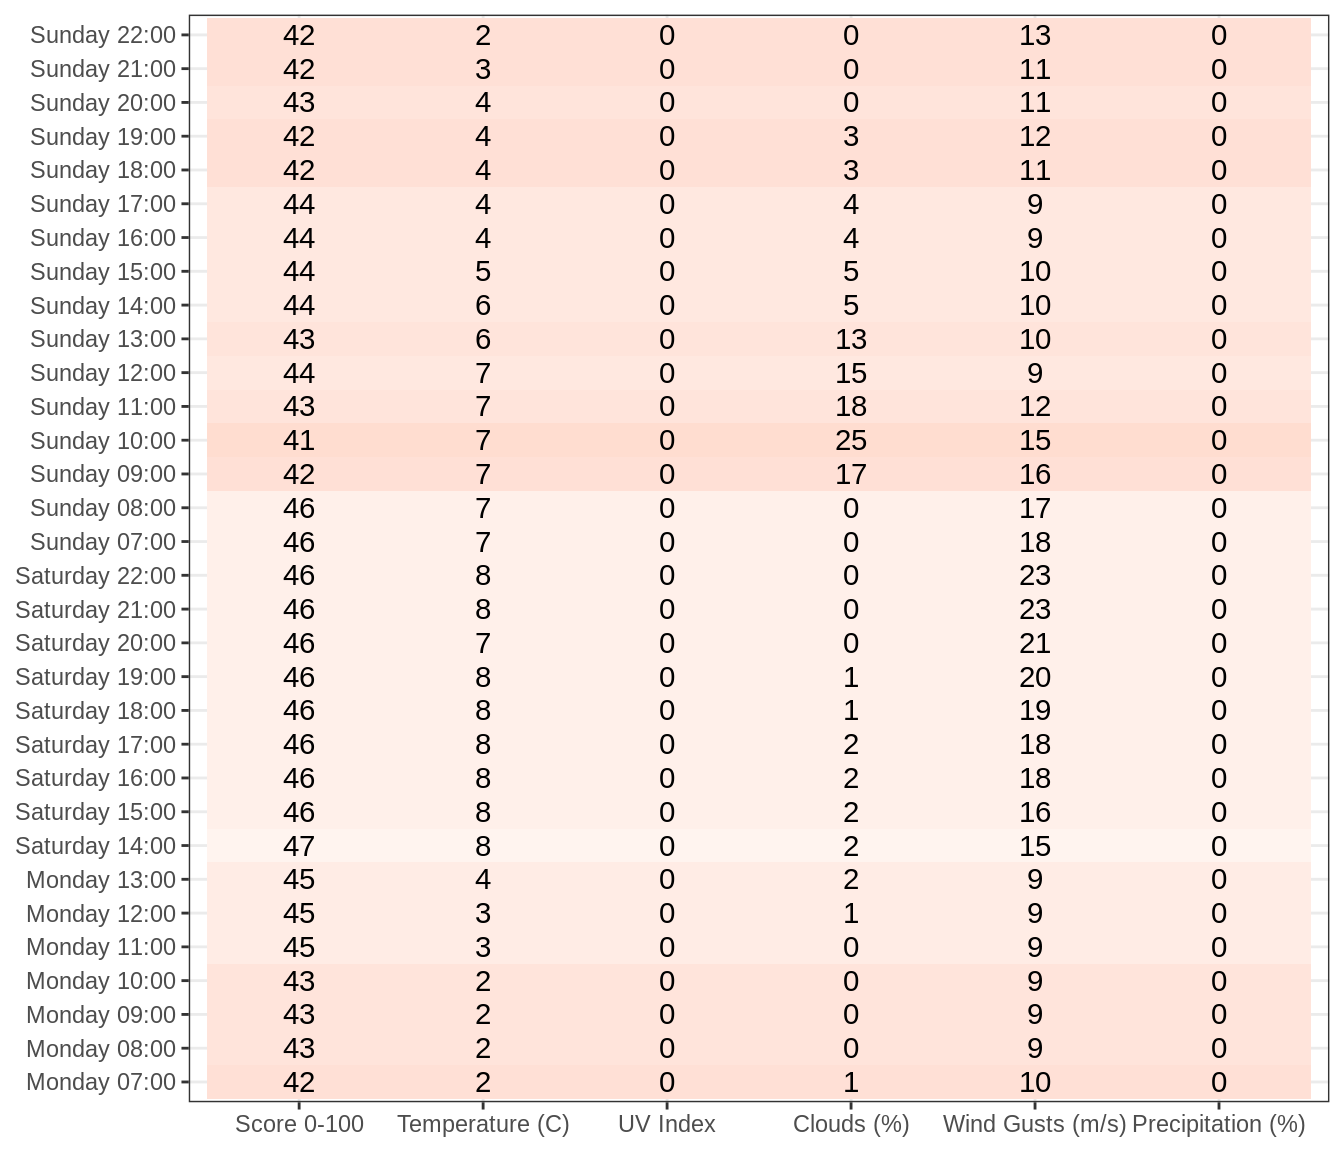 Sunday 22:00 42 2 0 0 13 0
Sunday 21:00 42 3 0 0 11 0
Sunday 20:00 43 4 0 0 11 0
Sunday 19:00 42 4 0 3 12 0
Sunday 18:00 42 4 0 3 11 0
Sunday 17:00 44 4 0 4 9 0
Sunday 16:00 44 4 0 4 9 0
Sunday 15:00 44 5 0 5 10 0
Sunday 14:00 44 6 0 5 10 0
Sunday 13:00 43 6 0 13 10 0
Sunday 12:00 44 7 0 15 9 0
Sunday 11:00 43 7 0 18 12 0
Sunday 10:00 41 7 0 25 15 0
Sunday 09:00 42 7 0 17 16 0
Sunday 08:00 46 7 0 0 17 0
Sunday 07:00 46 7 0 0 18 0
Saturday 22:00 46 8 0 0 23 0
Saturday 21:00 46 8 0 0 23 0
Saturday 20:00 46 7 0 0 21 0
Saturday 19:00 46 8 0 1 20 0
Saturday 18:00 46 8 0 1 19 0
Saturday 17:00 46 8 0 2 18 0
Saturday 16:00 46 8 0 2 18 0
Saturday 15:00 46 8 0 2 16 0
Saturday 14:00 47 8 0 2 15 0
Monday 13:00 45 4 0 2 9 0
Monday 12:00 45 3 0 1 9 0
Monday 11:00 45 3 0 0 9 0
Monday 10:00 43 2 0 0 9 0
Monday 09:00 43 2 0 0 9 0
Monday 08:00 43 2 0 0 9 0
Monday 07:00 42 2 0 1 10 0
Score 0-100 Temperature (C) UV Index Clouds (%) Wind Gusts (m/s) Precipitation (%)